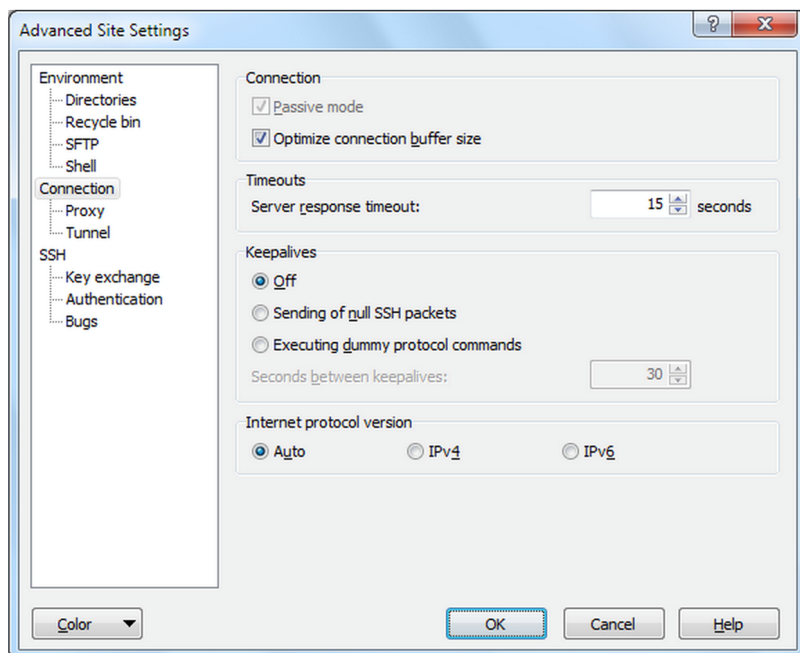 Advanced Site Settings
Environment
Directories
Recycle bin
SFTP
Shell
Connection
Proxy
Tunnel
SSH
Key exchange
Authentication
Bugs
Connection
Passive mode
Optimize connection buffer size
Timeouts
Server response timeout: 15 seconds
Keepalives
Off
Sending of null SSH packets
Executing dummy protocol commands
Seconds between keepalives: 30
Internet protocol version
Auto IPv4 IPv6
Color OK Cancel Help